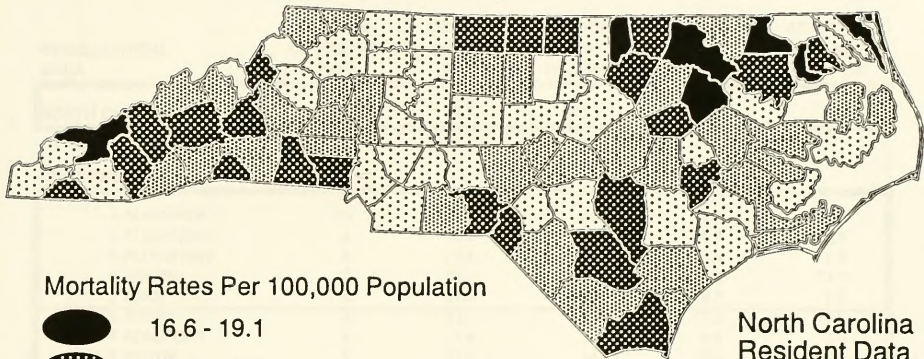 Mortality Rates Per 100,000 Population
16.6 - 19.1
North Carolina
Resident Data